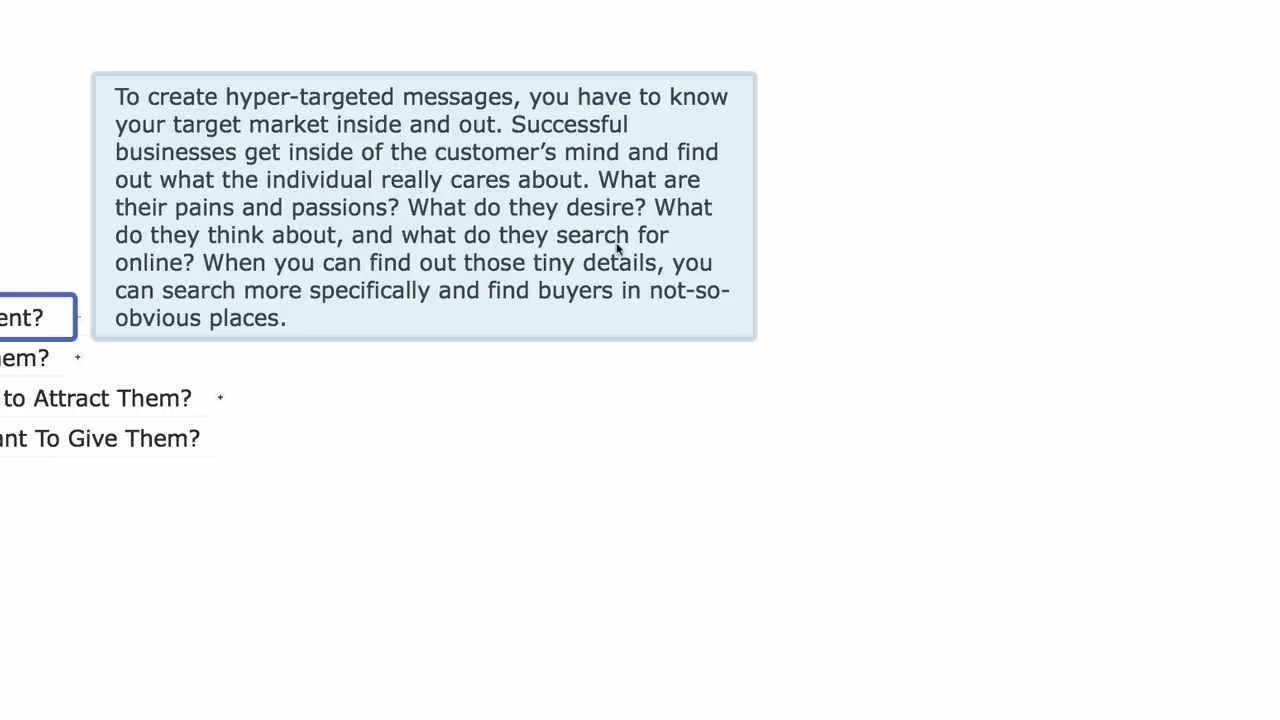 To create hyper-targeted messages, you have to know
your target market inside and out. Successful
businesses get inside of the customer’s mind and find
out what the individual really cares about. What are
their pains and passions? What do they desire? What
do they think about, and what do they search for
online? When you can find out those tiny details, you
can search more specifically and find buyers in not-so-
obvious places.
ent?
hem?
to Attract Them?
ant To Give Them?